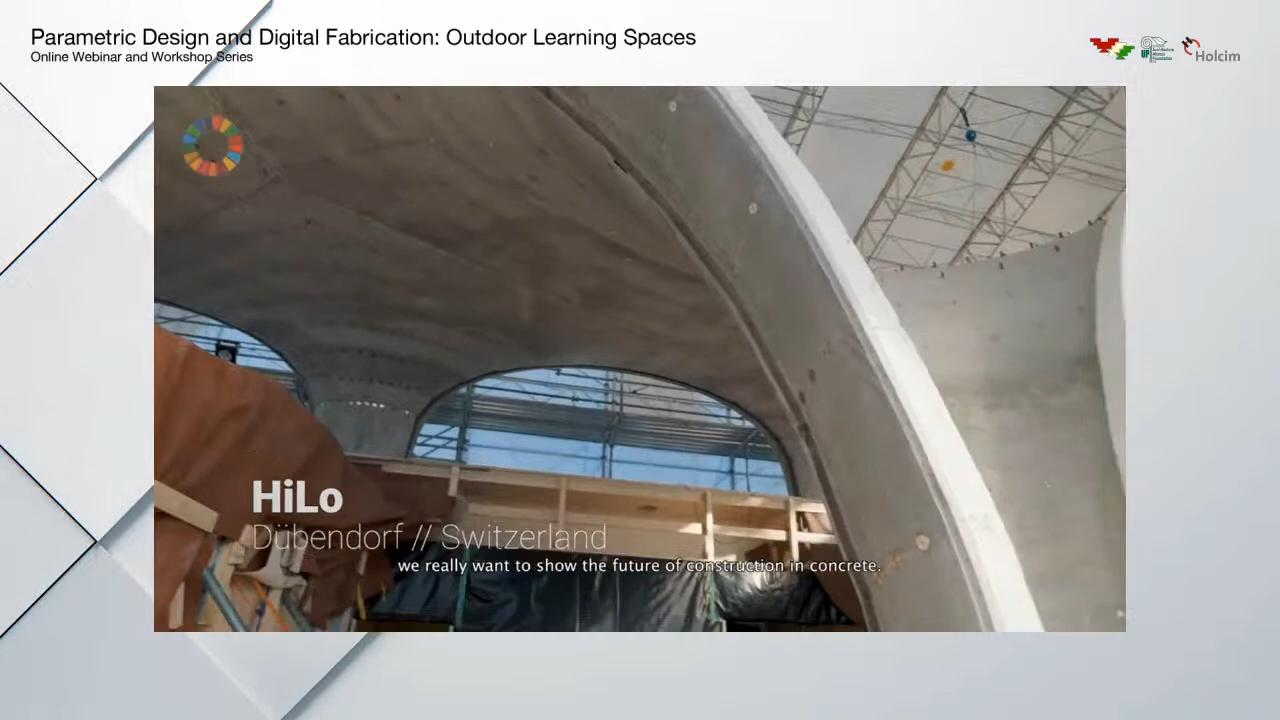 Parametric Design and Digital Fabrication: Outdoor Learning Spaces
Online Webinar and Workshop Series
UP
Holcim
HiLo
Dübendorf // Switzerland
we really want to show the future of construction in concrete.